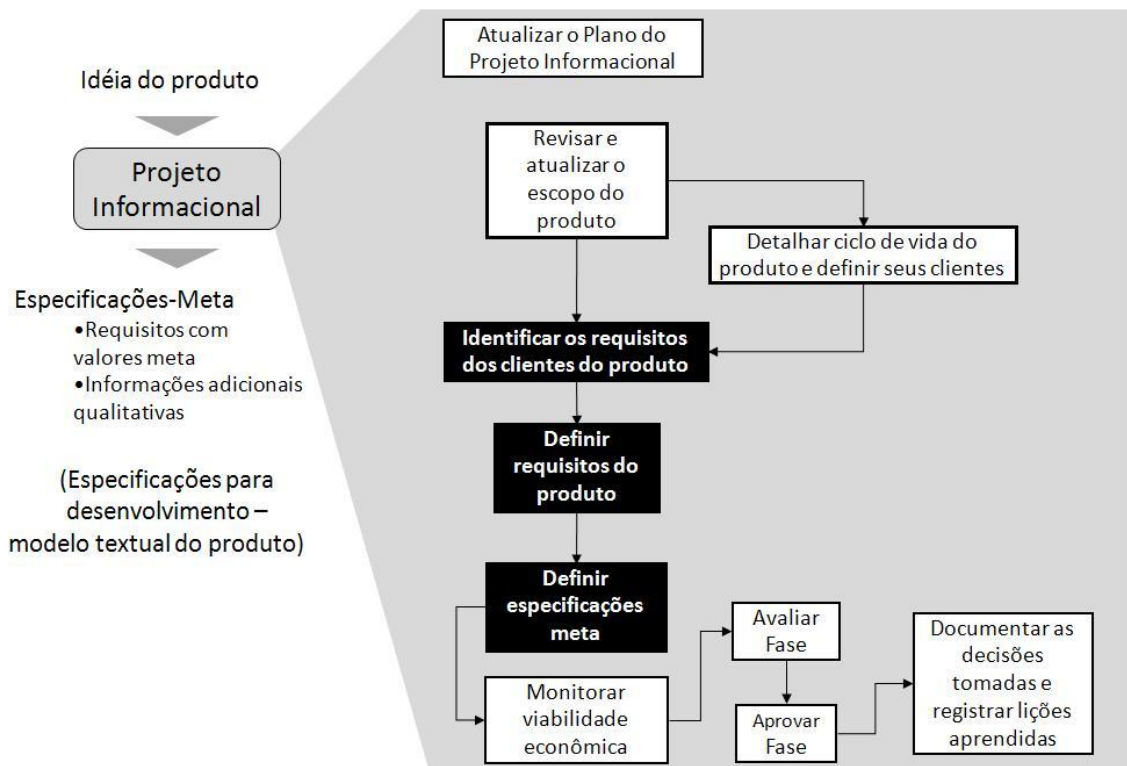 Idéia do produto
Projeto
Informacional
Especificações-Meta
•Requisitos com
valores meta
•Informações adicionais
qualitativas
(Especificações para
desenvolvimento –
modelo textual do produto)
Atualizar o Plano do
Projeto Informacional
Revisar e
atualizar o
escopo do
produto
Detalhar ciclo de vida do
produto e definir seus clientes
Identificar os requisitos
dos clientes do produto
Definir
requisitos do
produto
Definir
especificações
meta
Monitorar
viabilidade
econômica
Avaliar
Fase
Aprovar
Fase
Documentar as
decisões
tomadas e
registrar lições
aprendidas